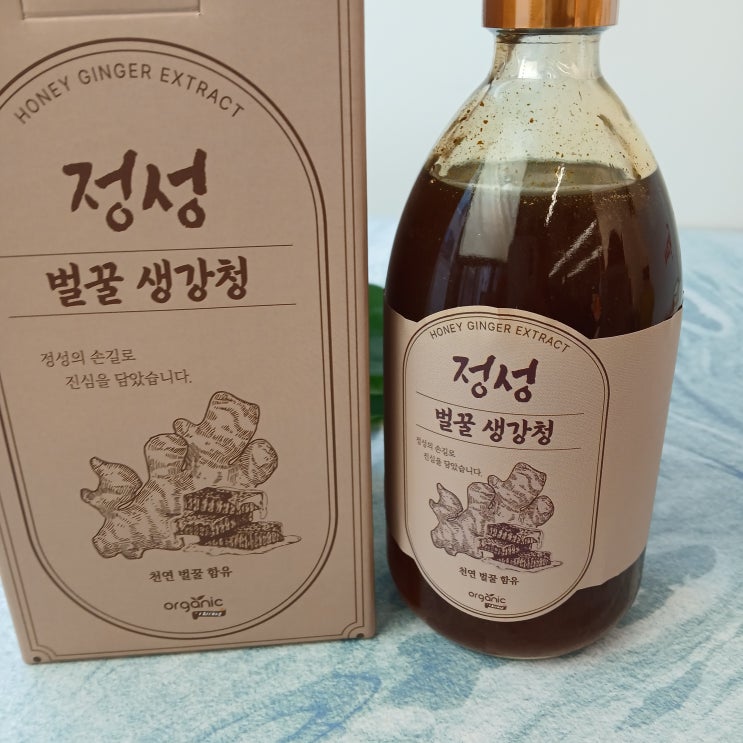 HONEY GINGER EXTRACT
정성
벌꿀 생강청
정성의 손길로
진심을 담았습니다.
천연 벌꿀 함유
organic
HONEY GINGER EXTRACT
정성
벌꿀 생강청
정성의 손길로
진심을 담았습니다.
천연 벌꿀 함유
organic